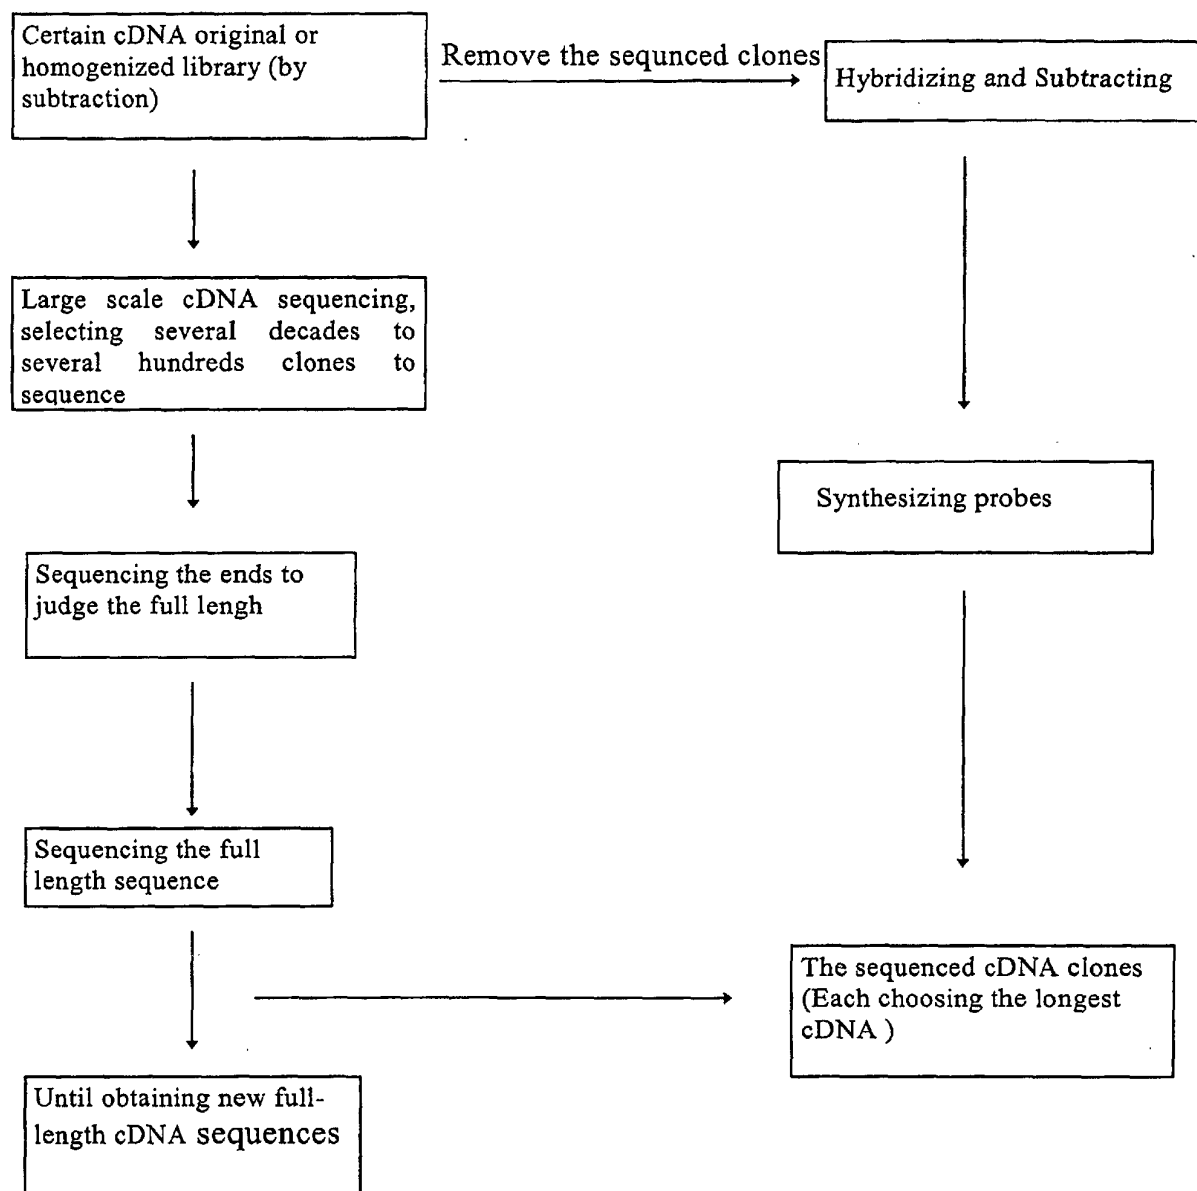 Certain cDNA original or
homogenized library (by
subtraction)
Remove the sequnced clones
Hybridizing and Subtracting
Large scale cDNA sequencing,
selecting several decades to
several hundreds clones to
sequence
Synthesizing probes
Sequencing the ends to
judge the full lengh
Sequencing the full
length sequence
The sequenced cDNA clones
(Each choosing the longest
cDNA )
Until obtaining new full-
length cDNA sequences